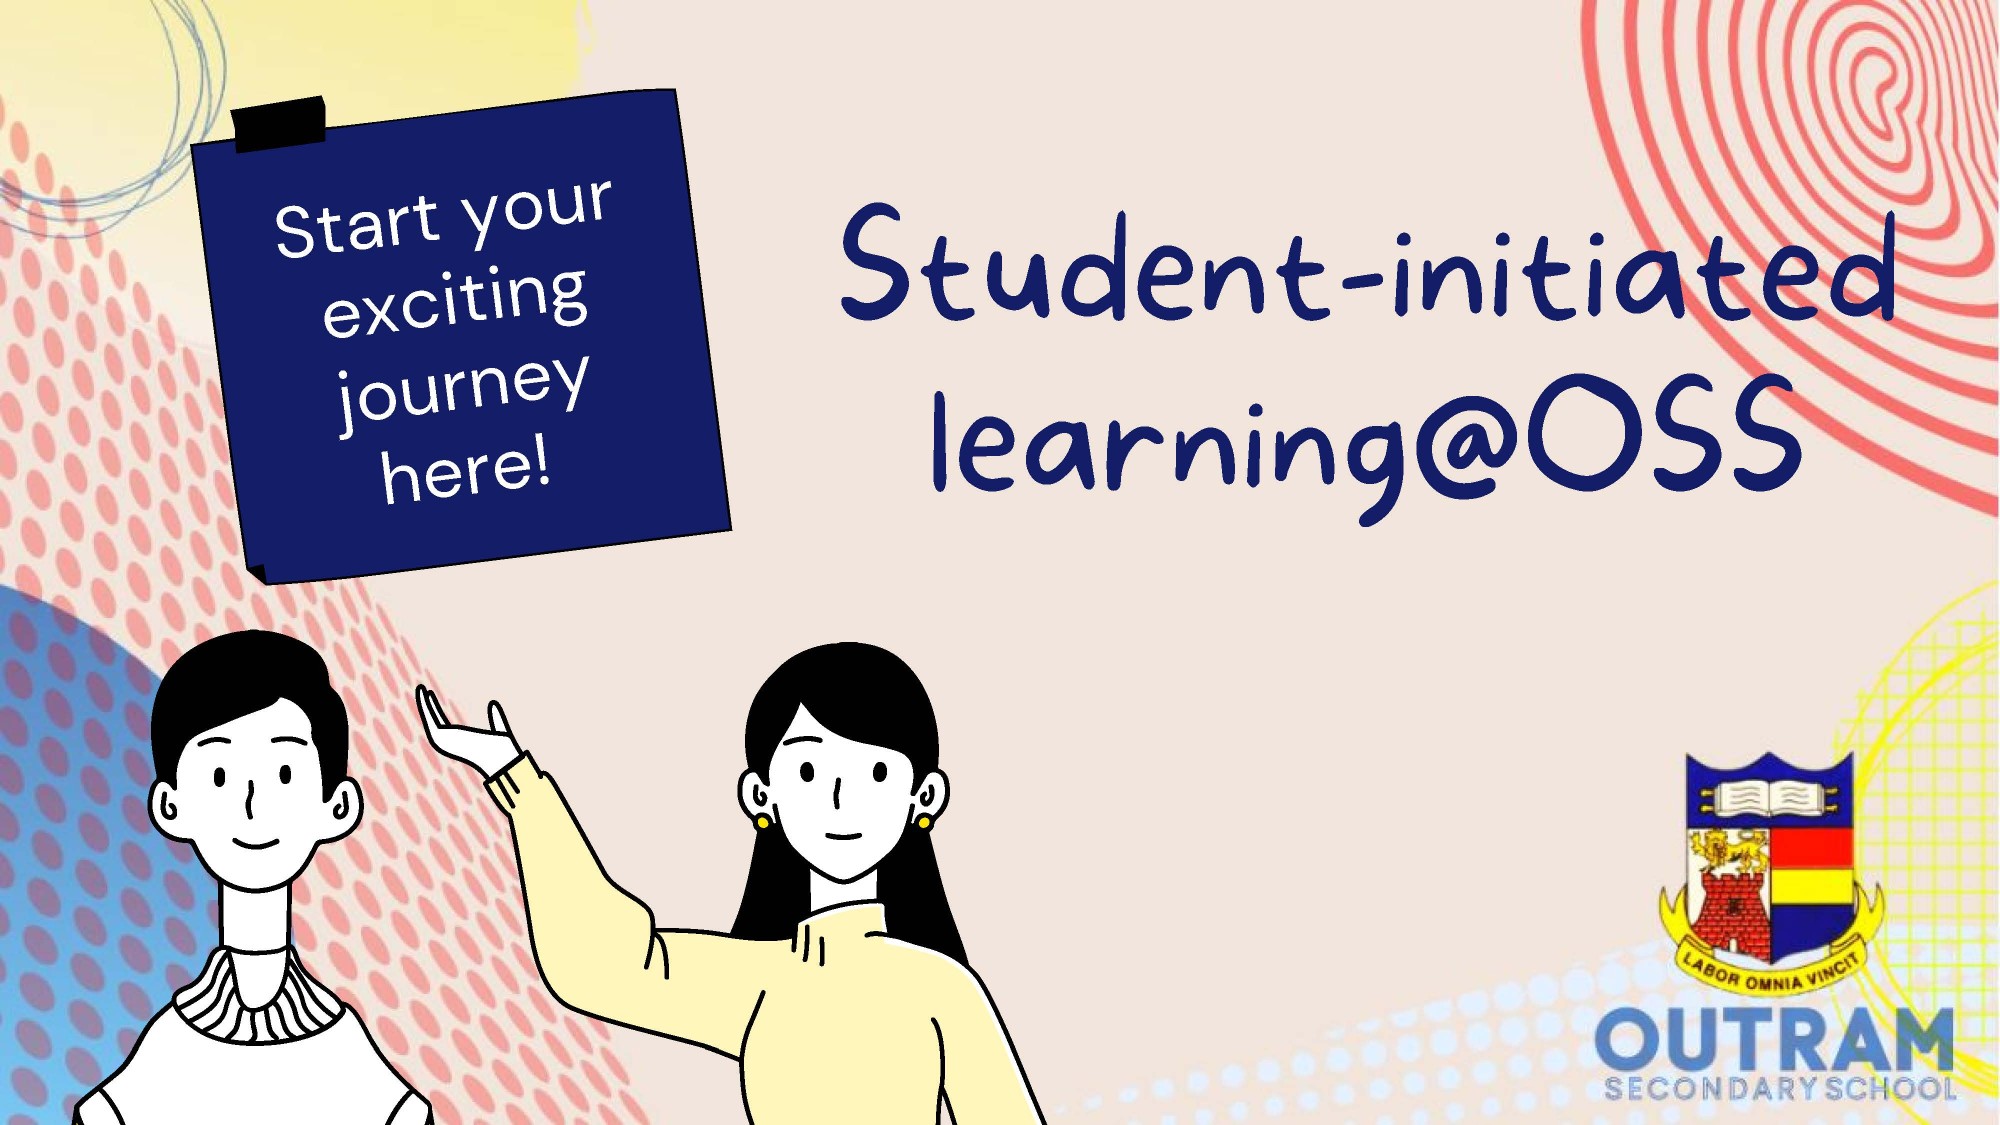 Start your
exciting
journey
here!
Student-initiated
learning@OSS
LABOR OMNIA VINCIT
OUTRAM
SECONDARY SCHOOL